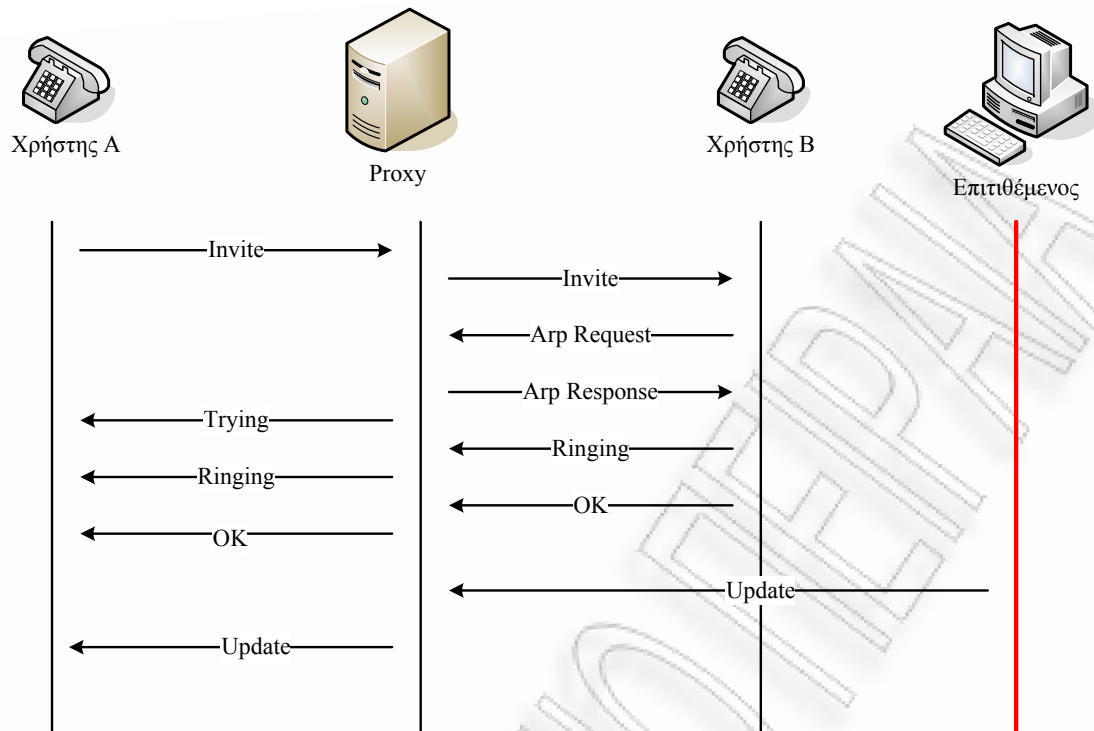 Χρήστης Α
Proxy
Χρήστης Β
Επιτιθέμενος
Invite
Invite
Arp Request
Arp Response
Trying
Ringing
Ringing
OK
OK
Update
Update